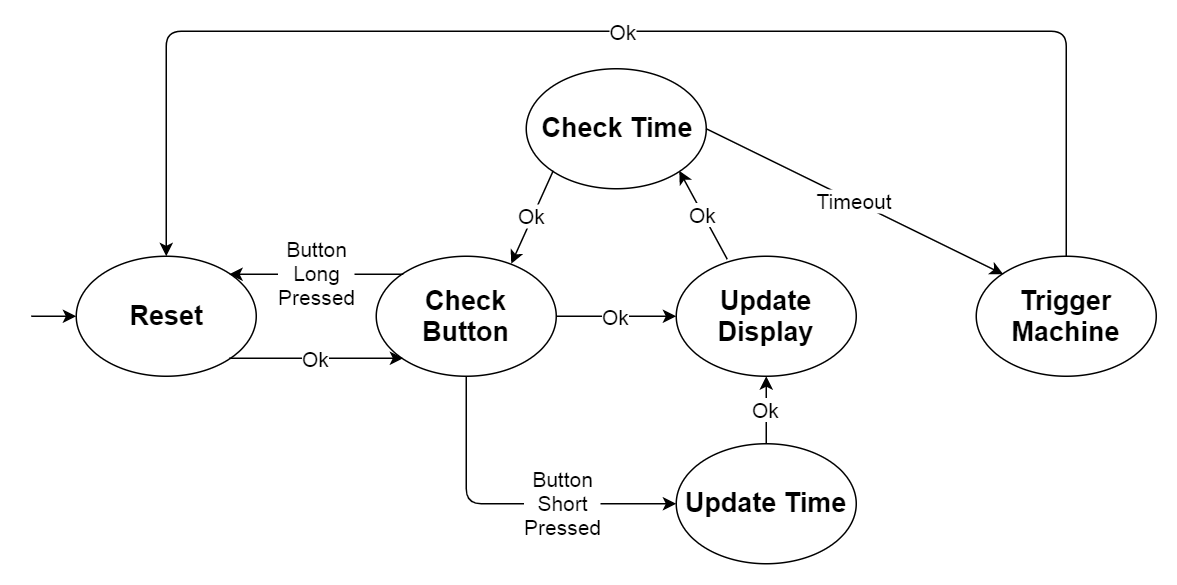 Ok
Check Time
Timeout
Ok
Ok
Button
Long
Pressed
Reset
Check
Button
Ok
Update
Display
Trigger
Machine
Ok
Ok
Button
Short
Pressed
Update Time